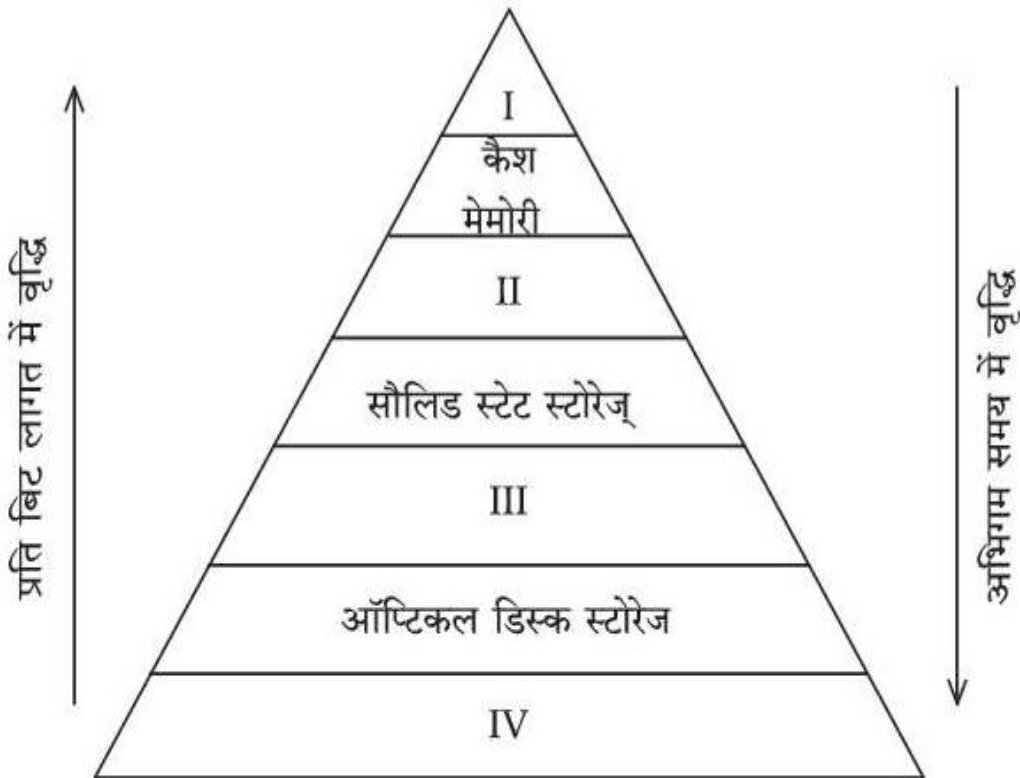 I
कैश
मेमोरी
II
सौलिड स्टेट स्टोरेज्
III
ऑप्टिकल डिस्क स्टोरेज
IV
प्रति बिट लागत में वृद्धि
अभिगम समय में वृद्धि